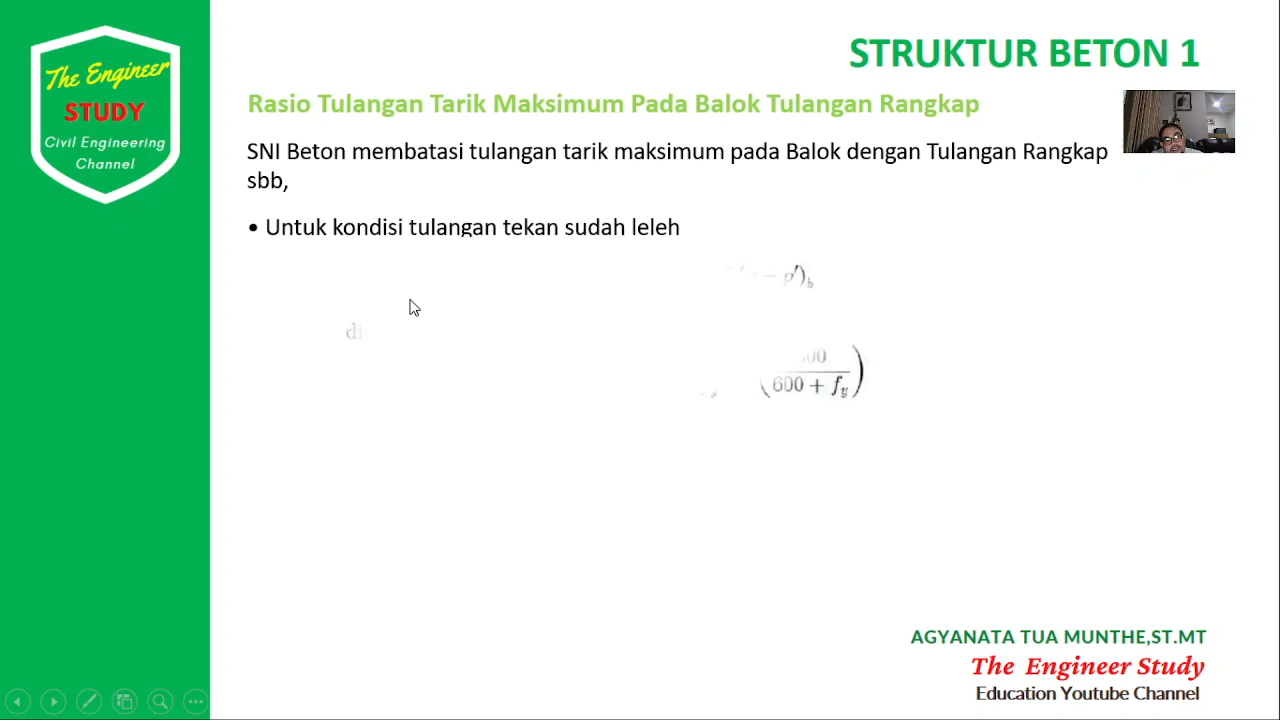 The Engineer
STUDY
Civil Engineering
Channel
STRUKTUR BETON 1
Rasio Tulangan Tarik Maksimum Pada Balok Tulangan Rangkap
SNI Beton membatasi tulangan tarik maksimum pada Balok dengan Tulangan Rangkap
sbb,
• Untuk kondisi tulangan tekan sudah leleh
− ρ′)b
600 + fy
AGYANATA TUA MUNTHE,ST.MT
The Engineer Study
Education Youtube Channel